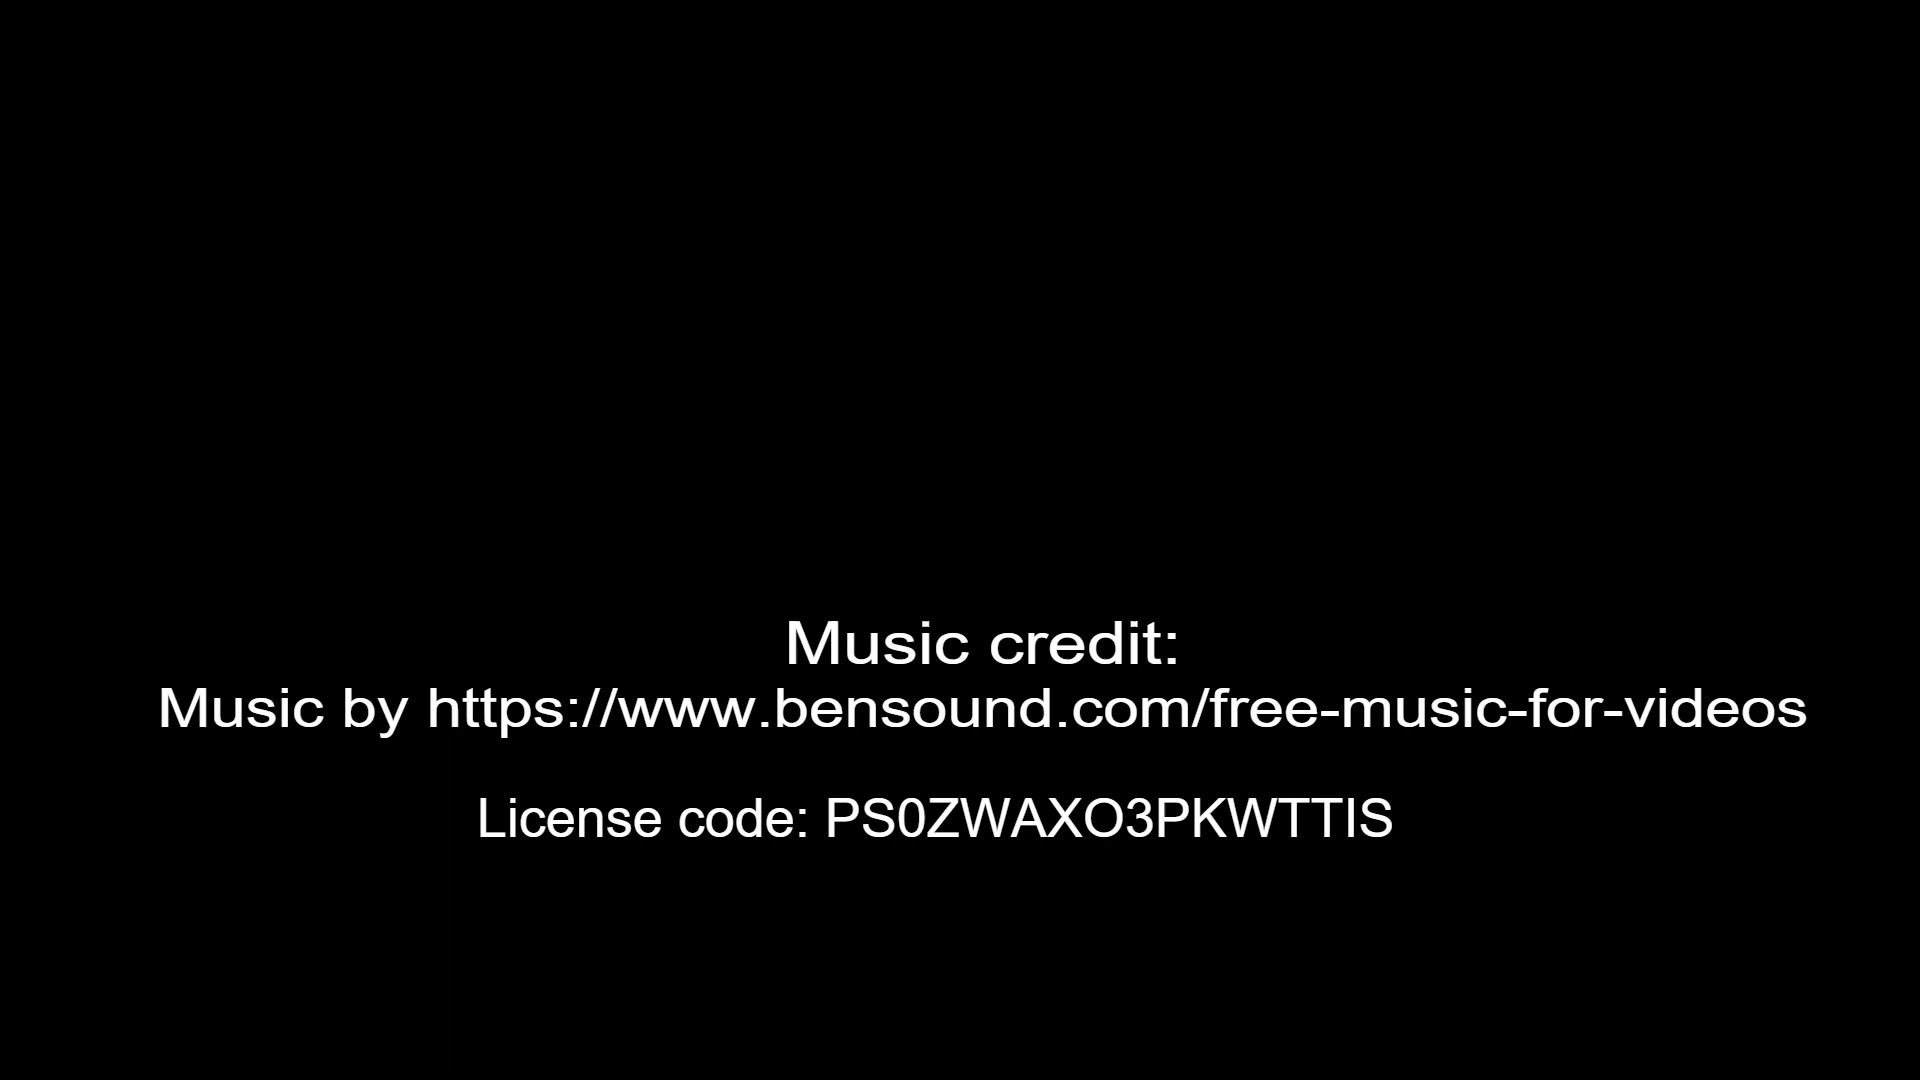 Music credit:
Music by https://www.bensound.com/free-music-for-videos
License code: PS0ZWAXO3PKWTTIS